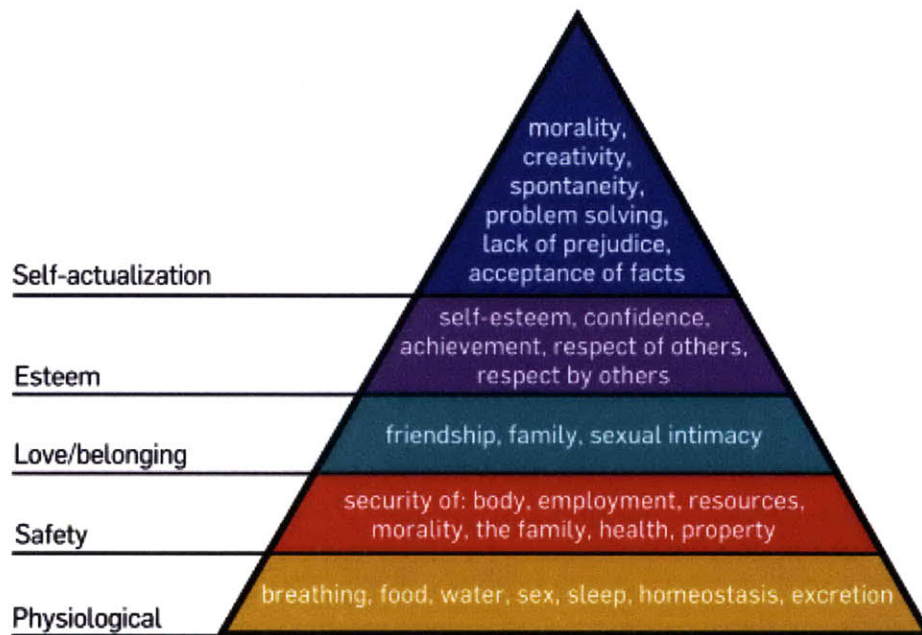 morality,
creativity,
spontaneity,
problem solving,
lack of prejudice,
acceptance of facts
Self-actualization
self-esteem, confidence,
achievement, respect of others,
respect by others
Esteem
friendship, family, sexual intimacy
Love/belonging
security of: body, employment, resources,
morality, the family, health, property
Safety
breathing, food, water, sex, sleep, homeostasis, excretion
Physiological